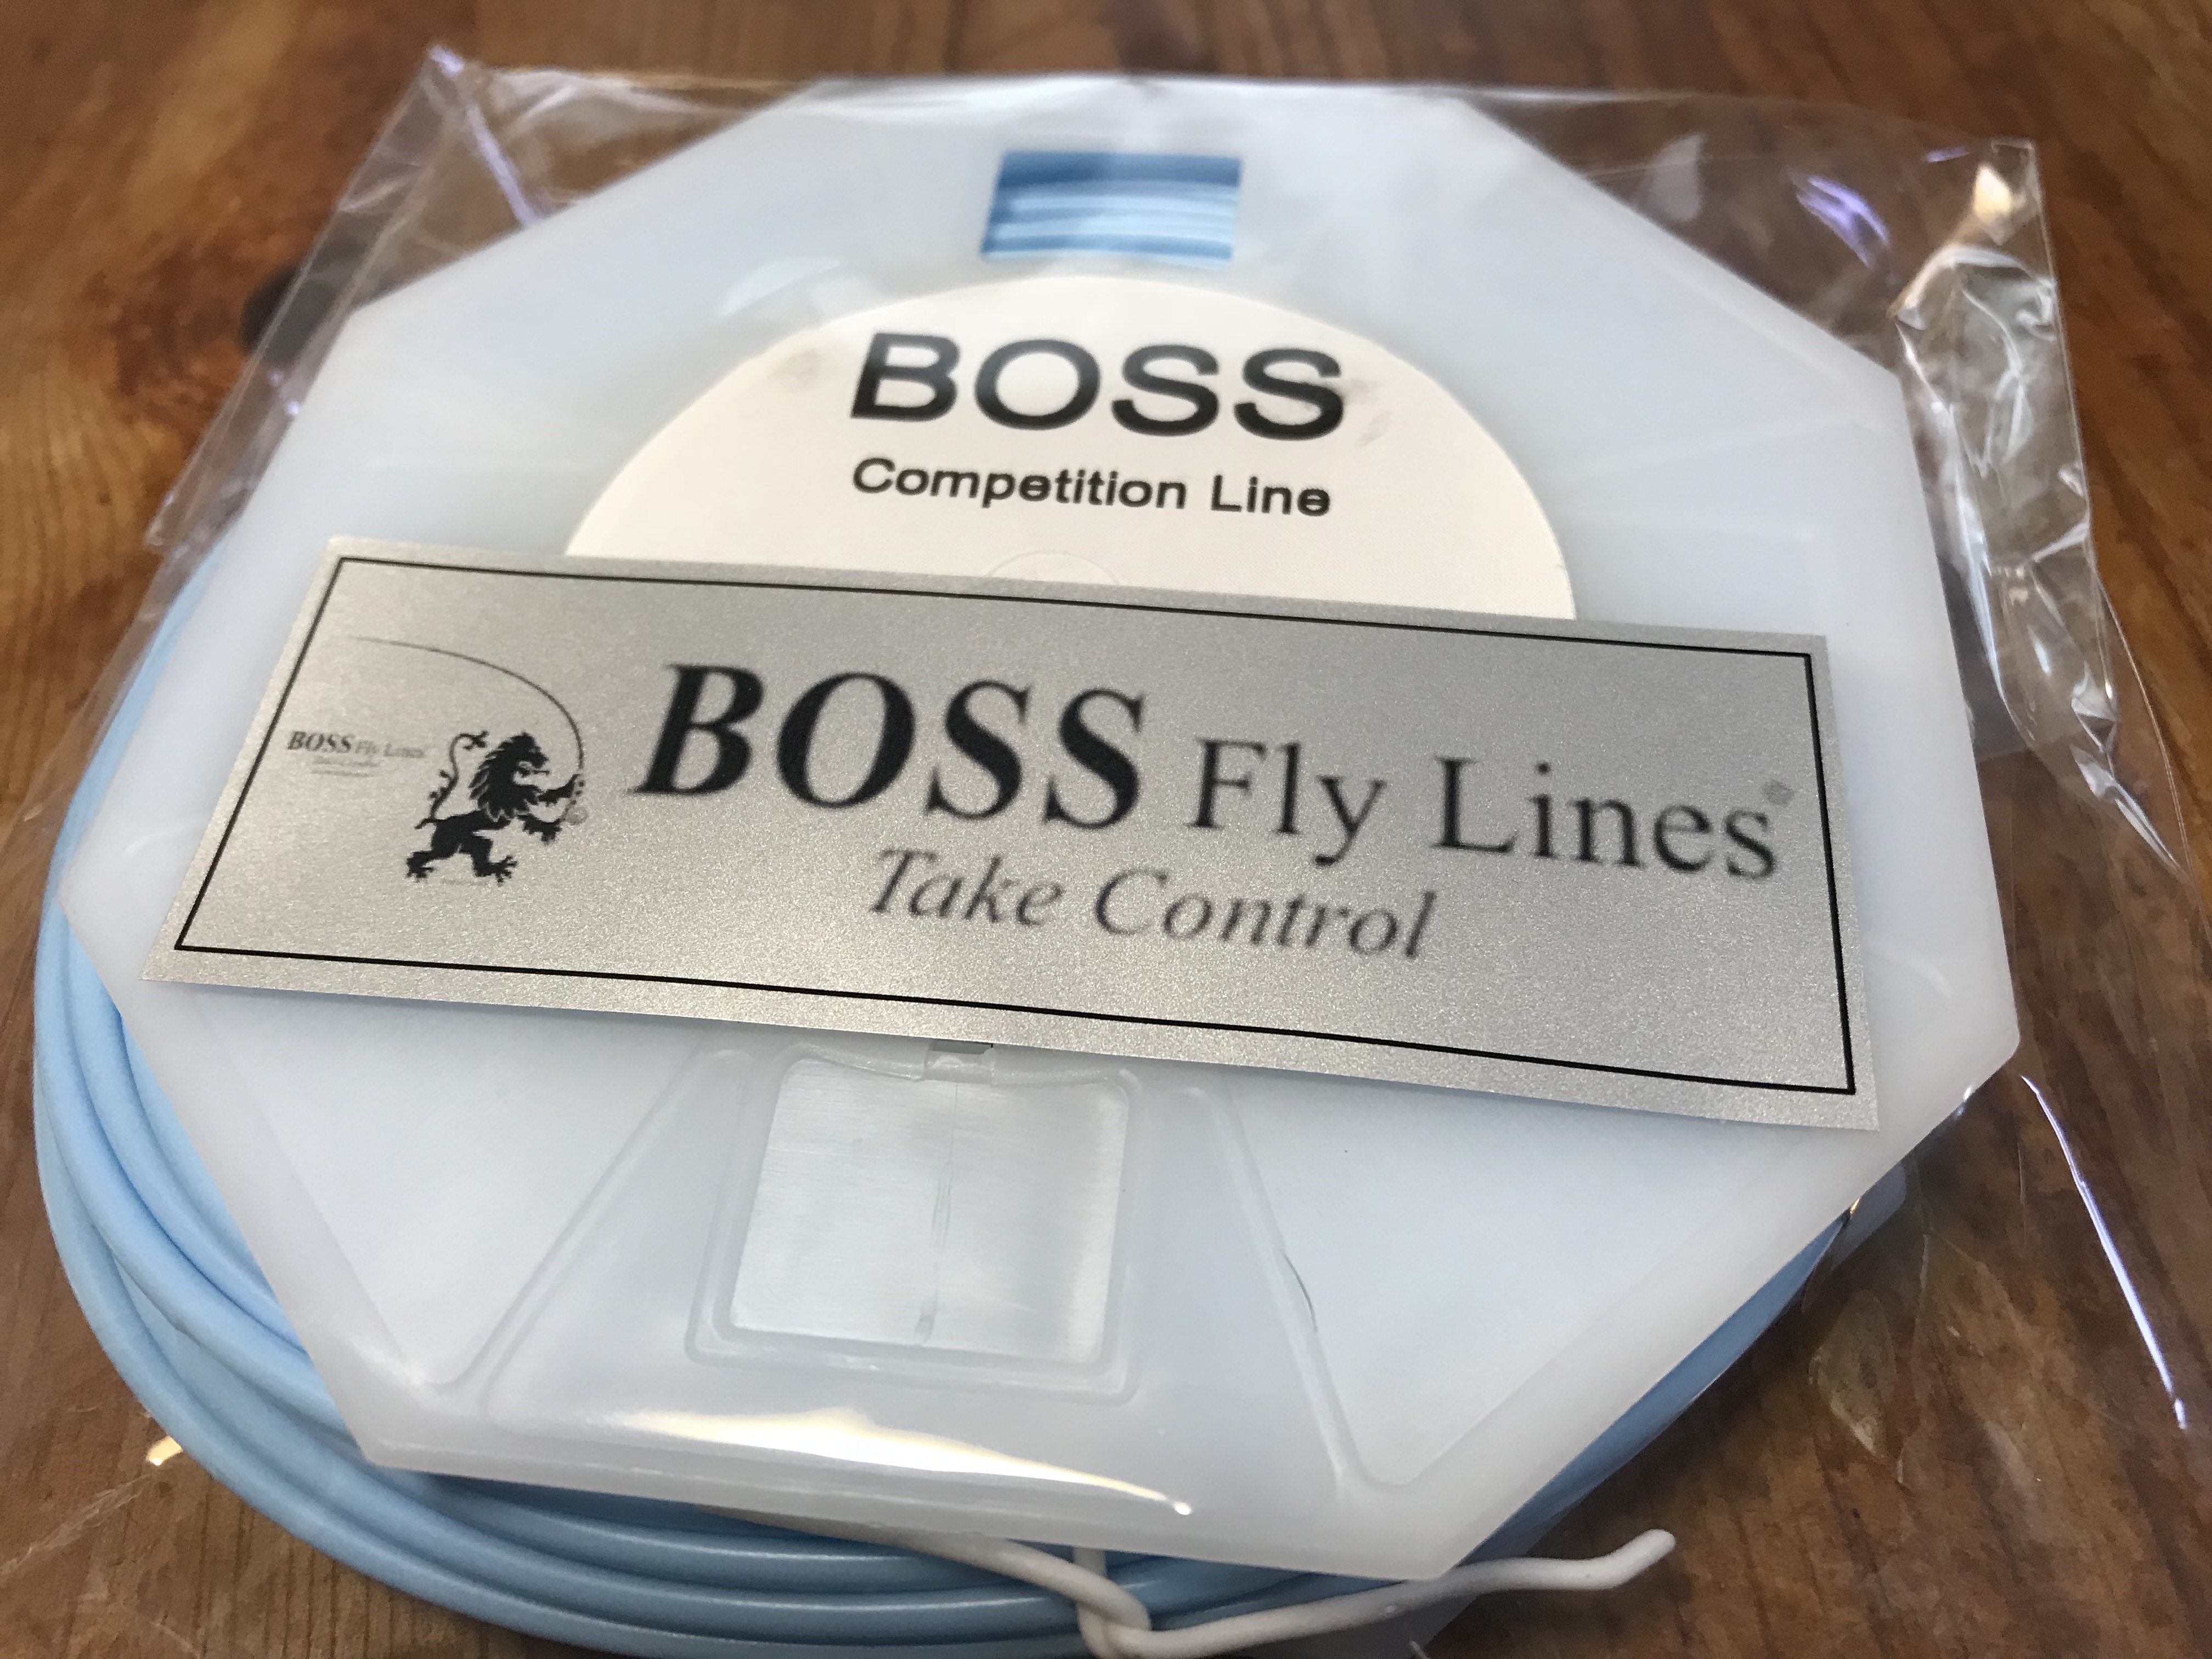 BOSS
Competition Line
BOSS Fly Lines
BOSS Fly Lines
Take Control